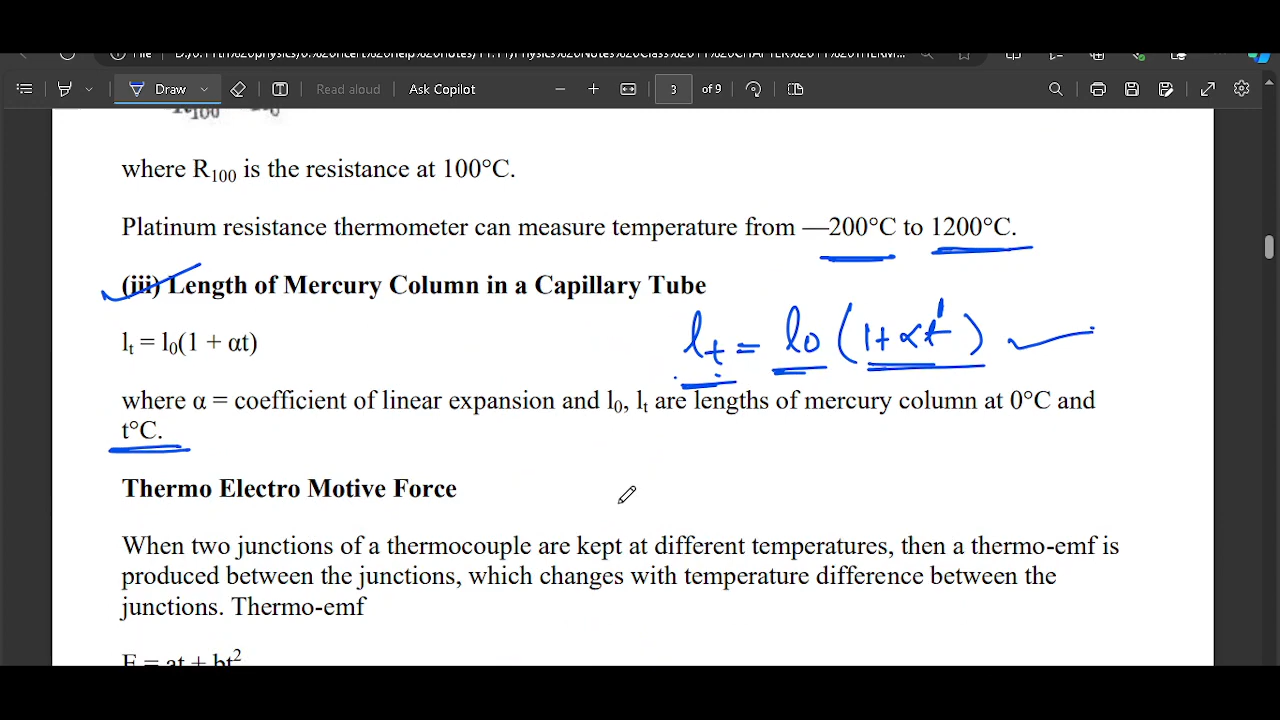 Draw
Read aloud
Ask Copilot
3 of 9
where R₁₀₀ is the resistance at 100°C.
Platinum resistance thermometer can measure temperature from —200°C to 1200°C.
(iii) Length of Mercury Column in a Capillary Tube
lₜ = l₀(1 + αt)
lt = l0 (1+αt)
where α = coefficient of linear expansion and l₀, lₜ are lengths of mercury column at 0°C and
t°C.
Thermo Electro Motive Force
When two junctions of a thermocouple are kept at different temperatures, then a thermo-emf is
produced between the junctions, which changes with temperature difference between the
junctions. Thermo-emf
E = at + bt²